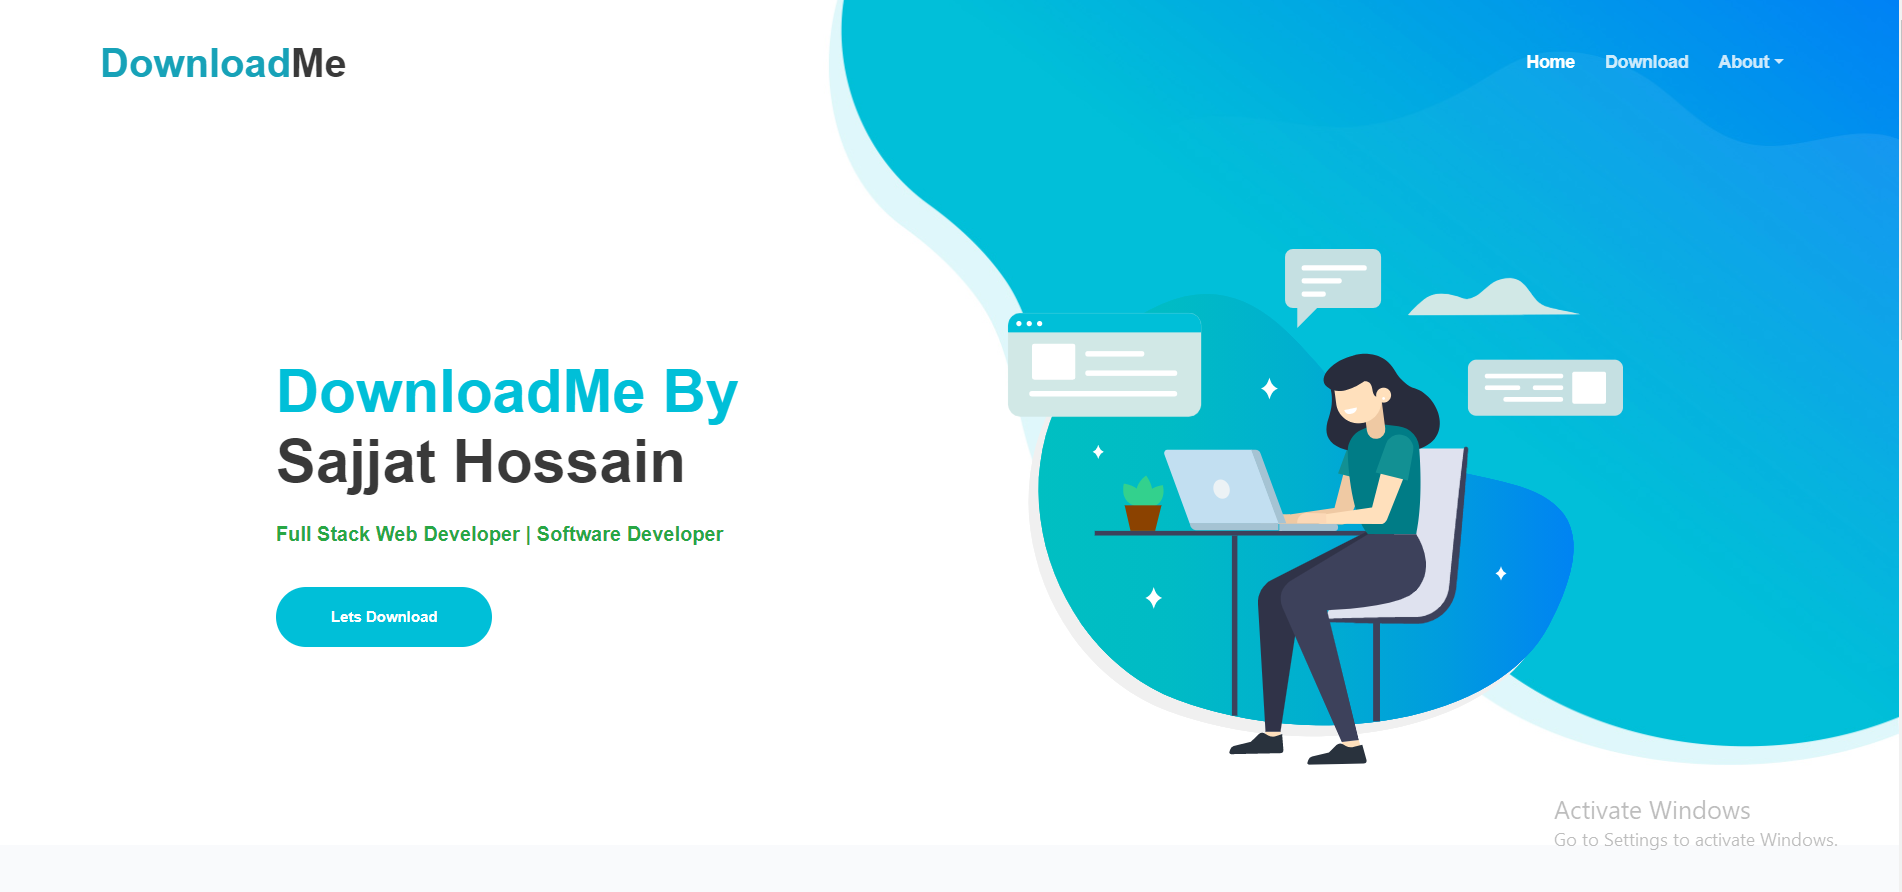 DownloadMe
Home Download About
DownloadMe By
Sajjat Hossain
Full Stack Web Developer | Software Developer
Lets Download
Activate Windows
Go to Settings to activate Windows.